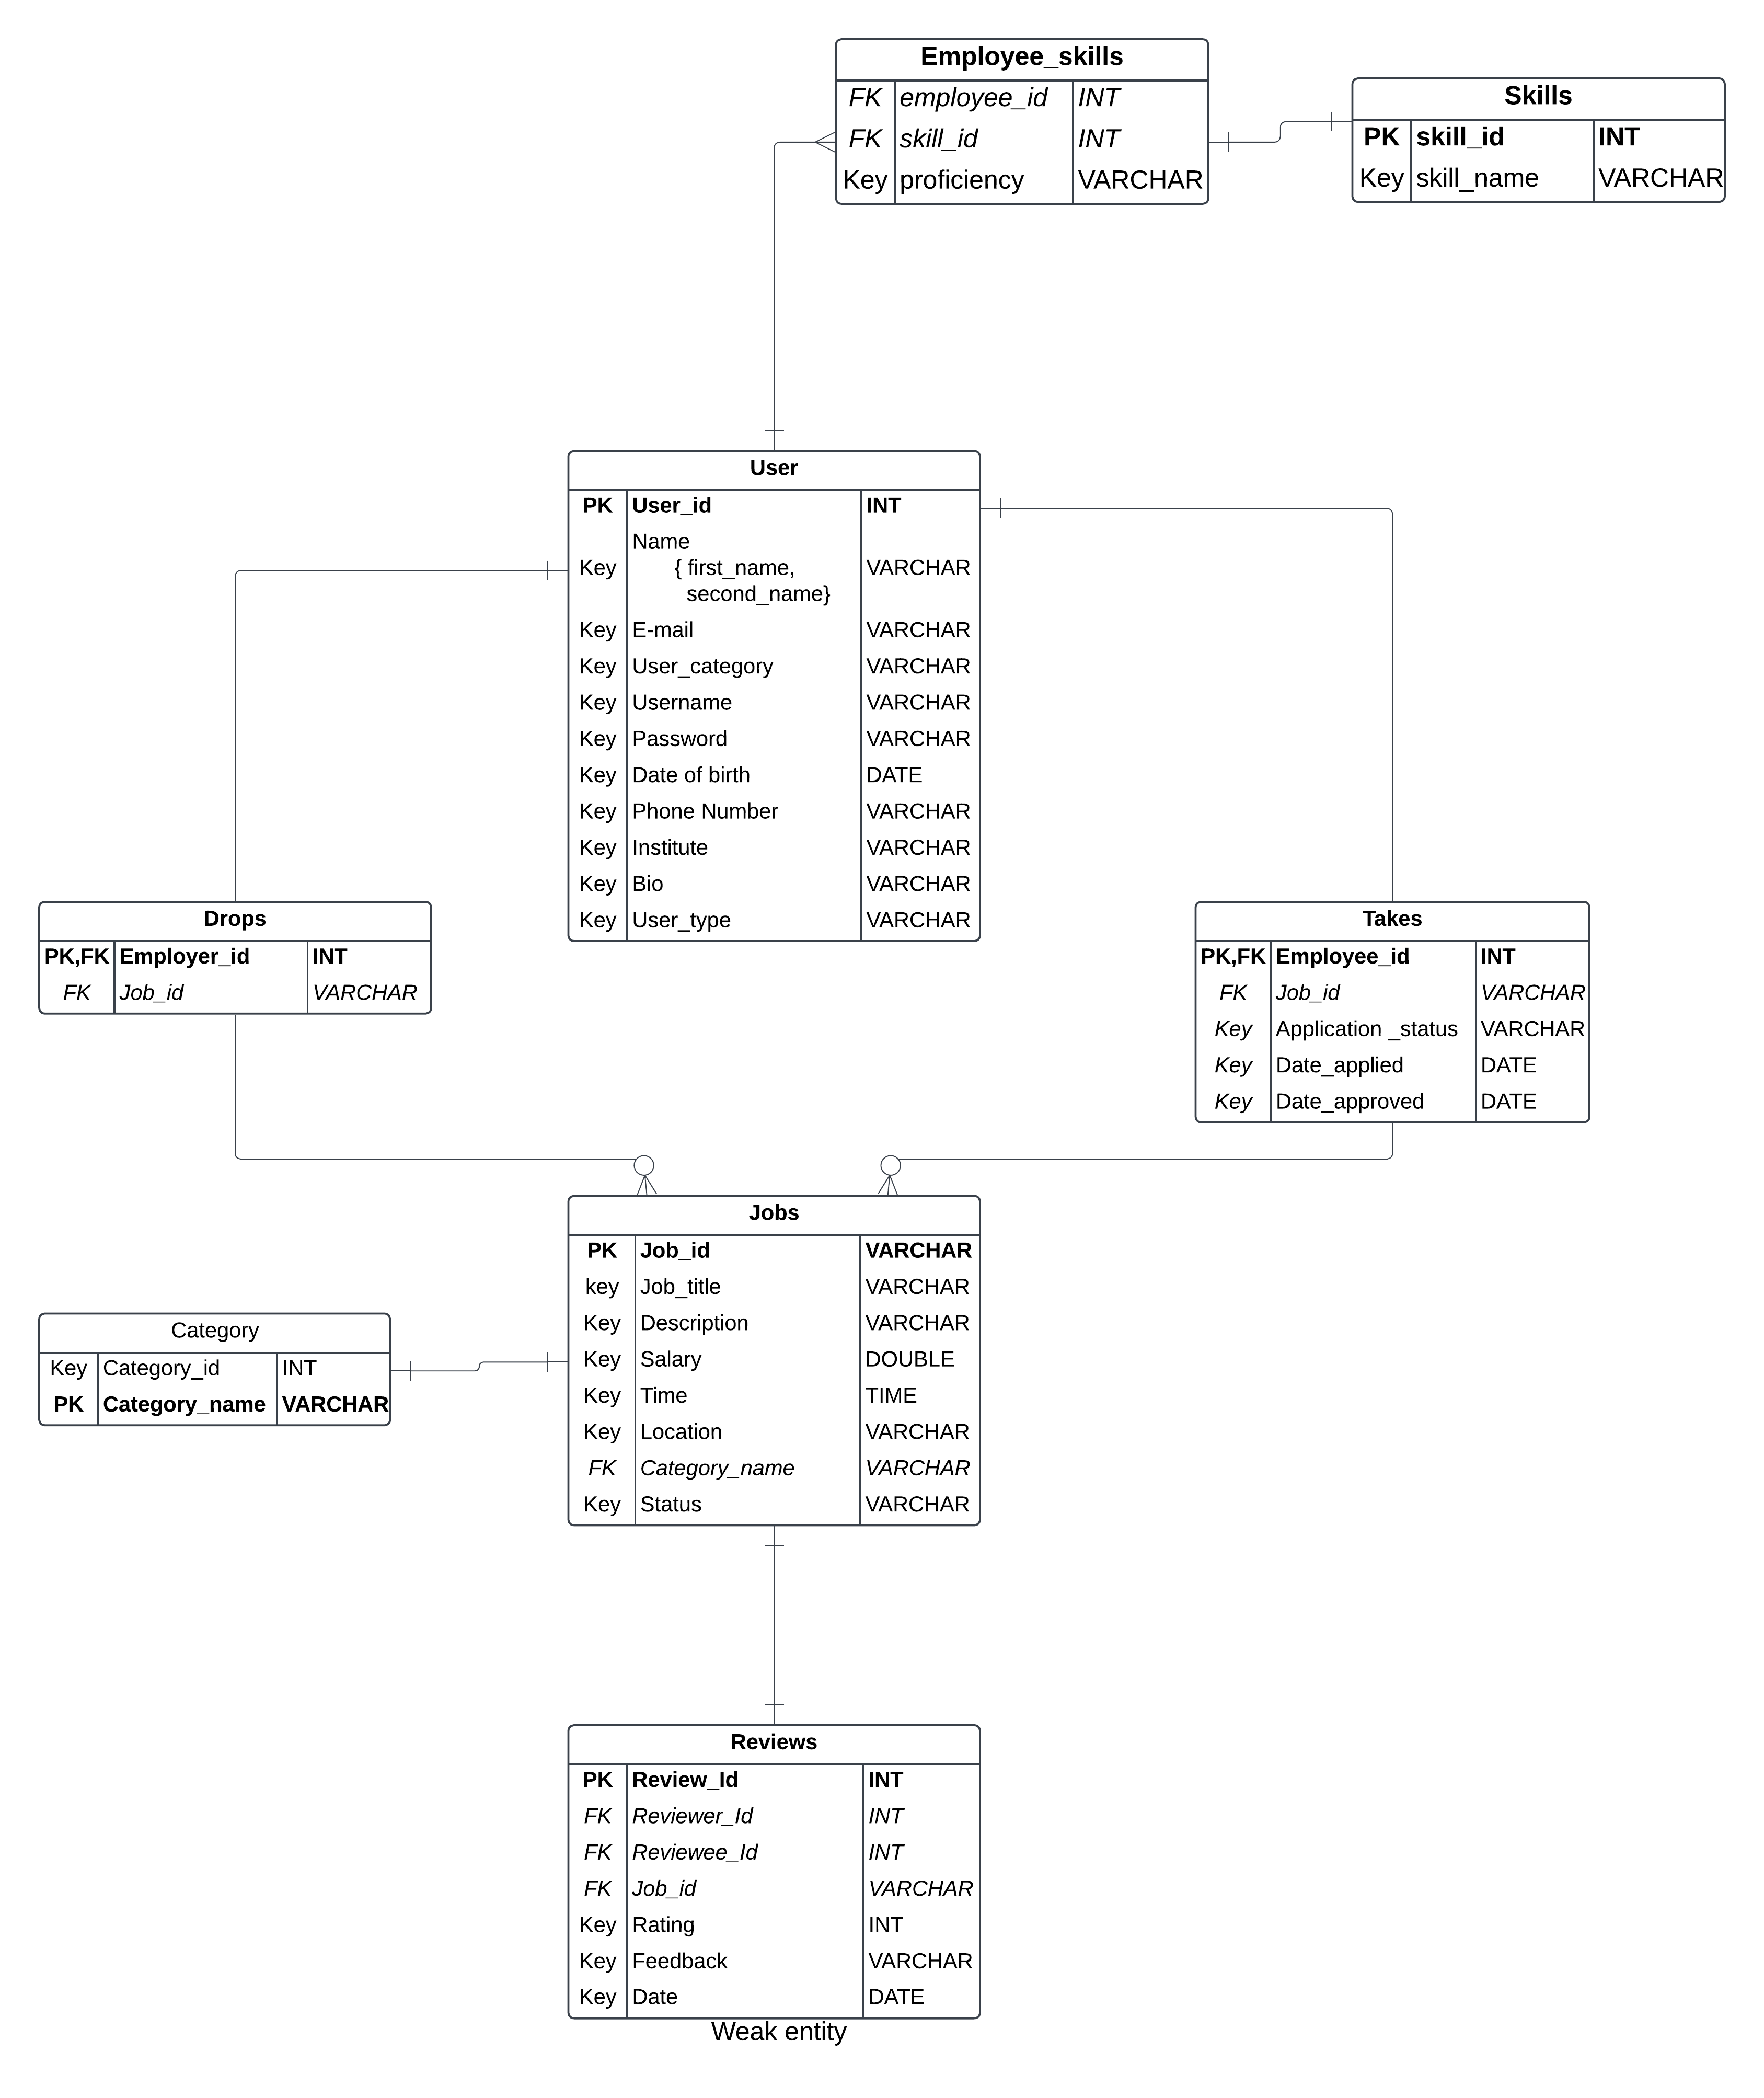 Employee_skills
FK employee_id INT
FK skill_id INT
Key proficiency VARCHAR
Skills
PK skill_id INT
Key skill_name VARCHAR
User
PK User_id INT
Name
Key { first_name, VARCHAR
second_name}
Key E-mail VARCHAR
Key User_category VARCHAR
Key Username VARCHAR
Key Password VARCHAR
Key Date of birth DATE
Key Phone Number VARCHAR
Key Institute VARCHAR
Key Bio VARCHAR
Key User_type VARCHAR
Drops
PK,FK Employer_id INT
FK Job_id VARCHAR
Takes
PK,FK Employee_id INT
FK Job_id VARCHAR
Key Application _status VARCHAR
Key Date_applied DATE
Key Date_approved DATE
Jobs
PK Job_id VARCHAR
key Job_title VARCHAR
Key Description VARCHAR
Key Salary DOUBLE
Key Time TIME
Key Location VARCHAR
FK Category_name VARCHAR
Key Status VARCHAR
Category
Key Category_id INT
PK Category_name VARCHAR
Reviews
PK Review_Id INT
FK Reviewer_Id INT
FK Reviewee_Id INT
FK Job_id VARCHAR
Key Rating INT
Key Feedback VARCHAR
Key Date DATE
Weak entity